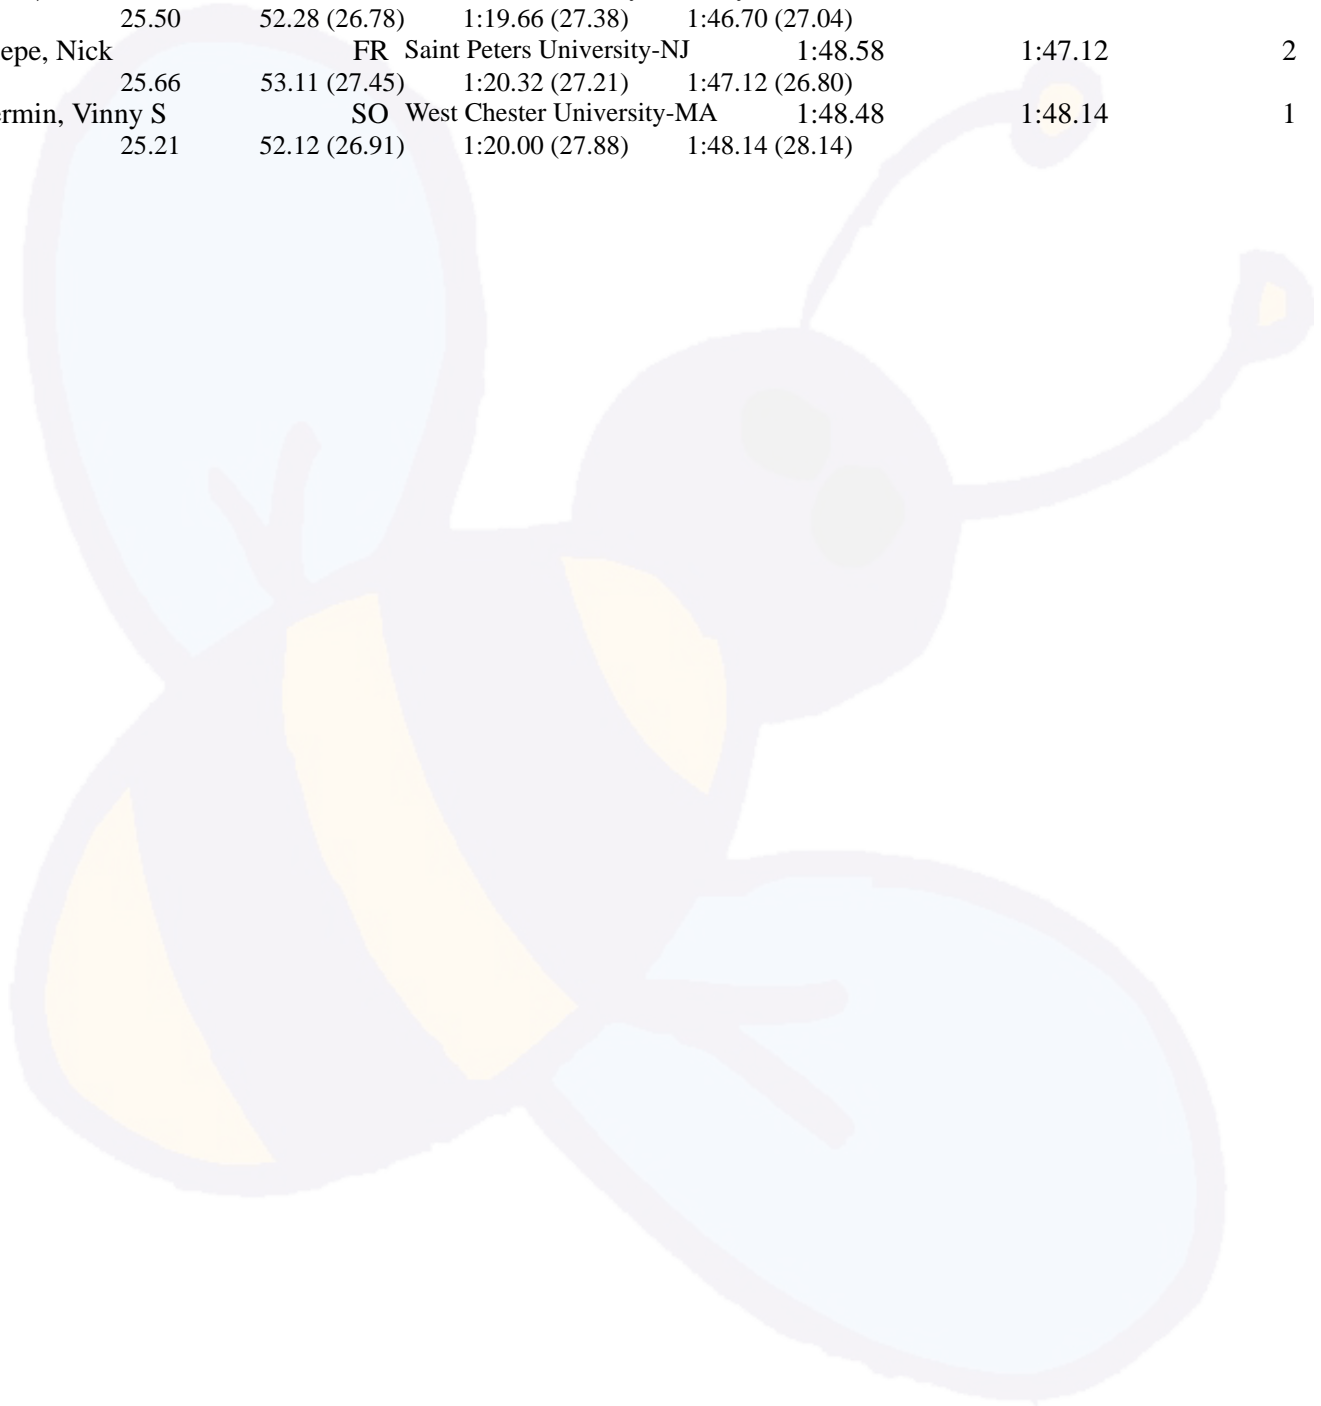 25.50 52.28 (26.78) 1:19.66 (27.38) 1:46.70 (27.04)
epe, Nick FR Saint Peters University-NJ 1:48.58 1:47.12 2
25.66 53.11 (27.45) 1:20.32 (27.21) 1:47.12 (26.80)
ermin, Vinny S SO West Chester University-MA 1:48.48 1:48.14 1
25.21 52.12 (26.91) 1:20.00 (27.88) 1:48.14 (28.14)